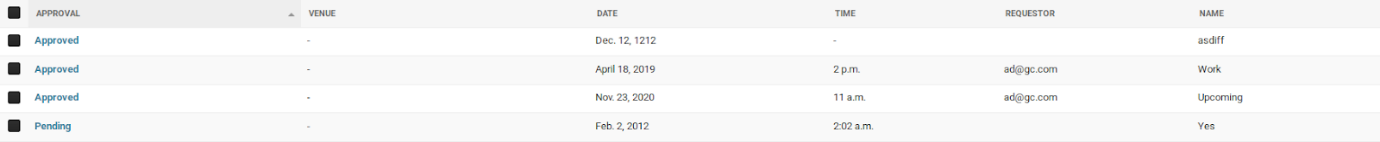 APPROVAL VENUE DATE TIME REQUESTOR NAME
Approved - Dec. 12, 1212 - asdiff
Approved - April 18, 2019 2 p.m. ad@gc.com Work
Approved - Nov. 23, 2020 11 a.m. ad@gc.com Upcoming
Pending - Feb. 2, 2012 2:02 a.m. Yes